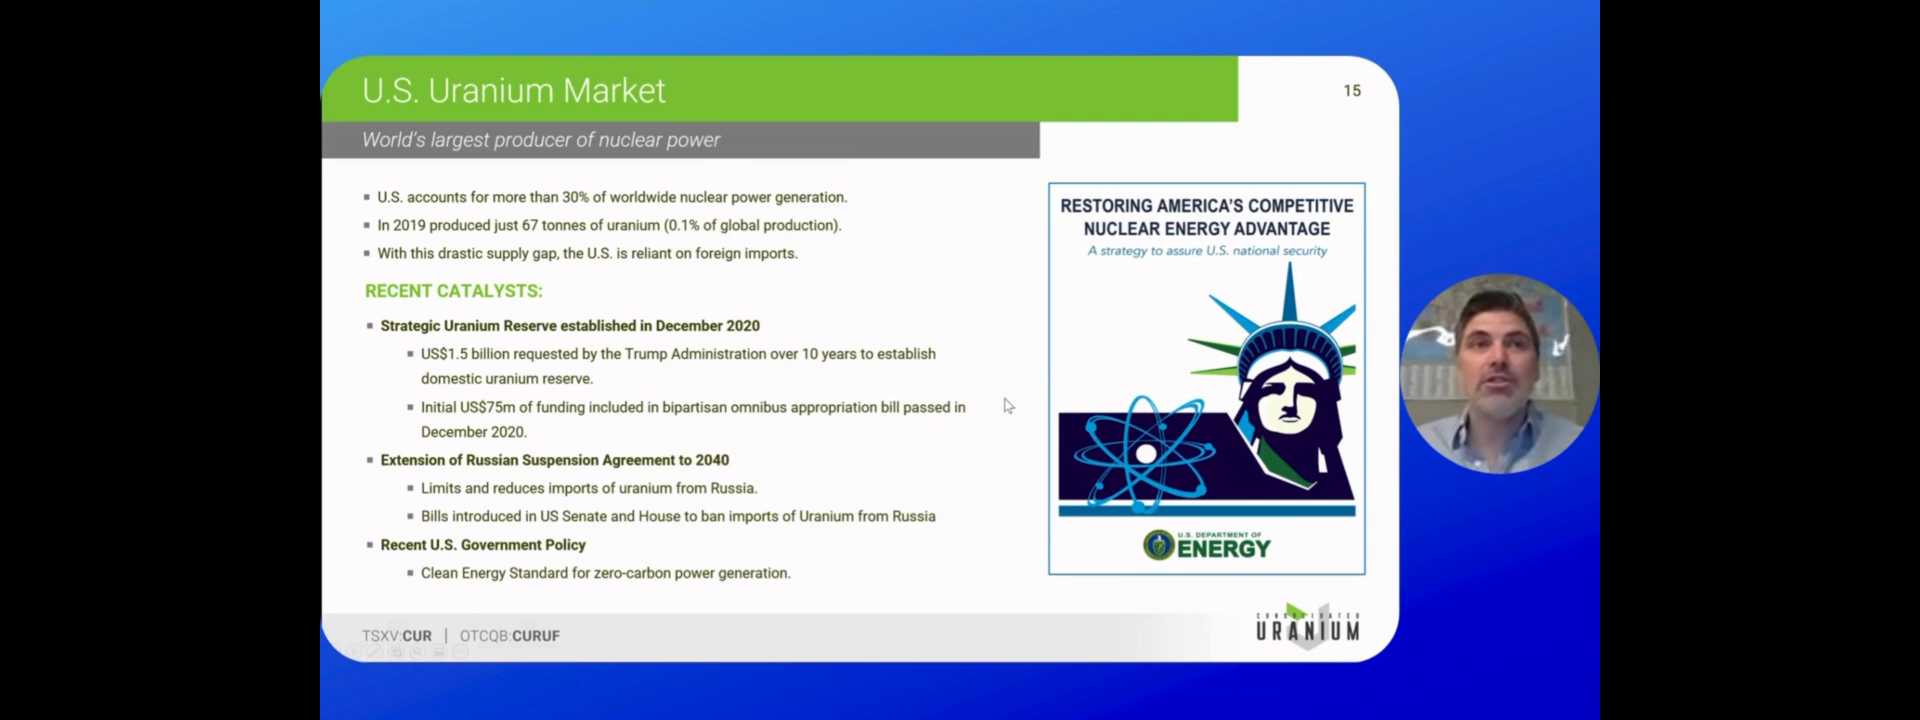 U.S. Uranium Market
15
World's largest producer of nuclear power
U.S. accounts for more than 30% of worldwide nuclear power generation.
In 2019 produced just 67 tonnes of uranium (0.1% of global production).
With this drastic supply gap, the U.S. is reliant on foreign imports.
RECENT CATALYSTS:
Strategic Uranium Reserve established in December 2020
US$1.5 billion requested by the Trump Administration over 10 years to establish
domestic uranium reserve.
Initial US$75m of funding included in bipartisan omnibus appropriation bill passed in
December 2020.
Extension of Russian Suspension Agreement to 2040
Limits and reduces imports of uranium from Russia.
Bills introduced in US Senate and House to ban imports of Uranium from Russia
Recent U.S. Government Policy
Clean Energy Standard for zero-carbon power generation.
RESTORING AMERICA'S COMPETITIVE
NUCLEAR ENERGY ADVANTAGE
A strategy to assure U.S. national security
U.S. DEPARTMENT OF
ENERGY
TSXV:CUR | OTCQB:CURUF
CONSOLIDATED
URANIUM